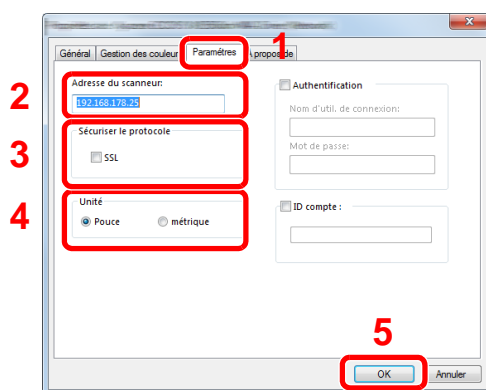 1
Général Gestion des couleur Paramètres A propos de
2
Adresse du scanneur:
192.168.178.25
3
Sécuriser le protocole
SSL
4
Unité
Pouce métrique
Authentification
Nom d'util. de connexion:
Mot de passe:
ID compte :
5
OK Annuler